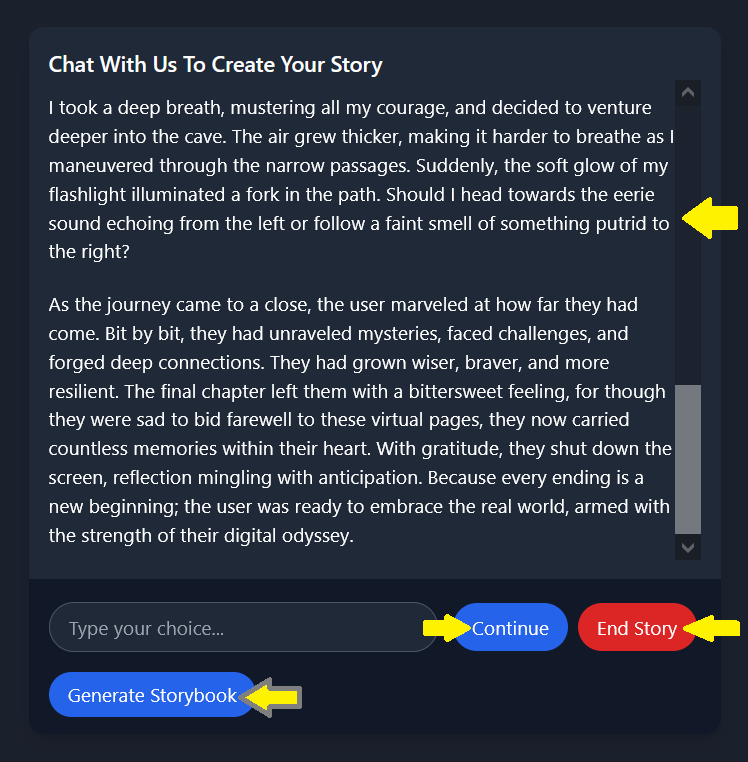 Chat With Us To Create Your Story
I took a deep breath, mustering all my courage, and decided to venture
deeper into the cave. The air grew thicker, making it harder to breathe as I
maneuvered through the narrow passages. Suddenly, the soft glow of my
flashlight illuminated a fork in the path. Should I head towards the eerie
sound echoing from the left or follow a faint smell of something putrid to
the right?
As the journey came to a close, the user marveled at how far they had
come. Bit by bit, they had unraveled mysteries, faced challenges, and
forged deep connections. They had grown wiser, braver, and more
resilient. The final chapter left them with a bittersweet feeling, for though
they were sad to bid farewell to these virtual pages, they now carried
countless memories within their heart. With gratitude, they shut down the
screen, reflection mingling with anticipation. Because every ending is a
new beginning; the user was ready to embrace the real world, armed with
the strength of their digital odyssey.
Type your choice...
Continue
End Story
Generate Storybook